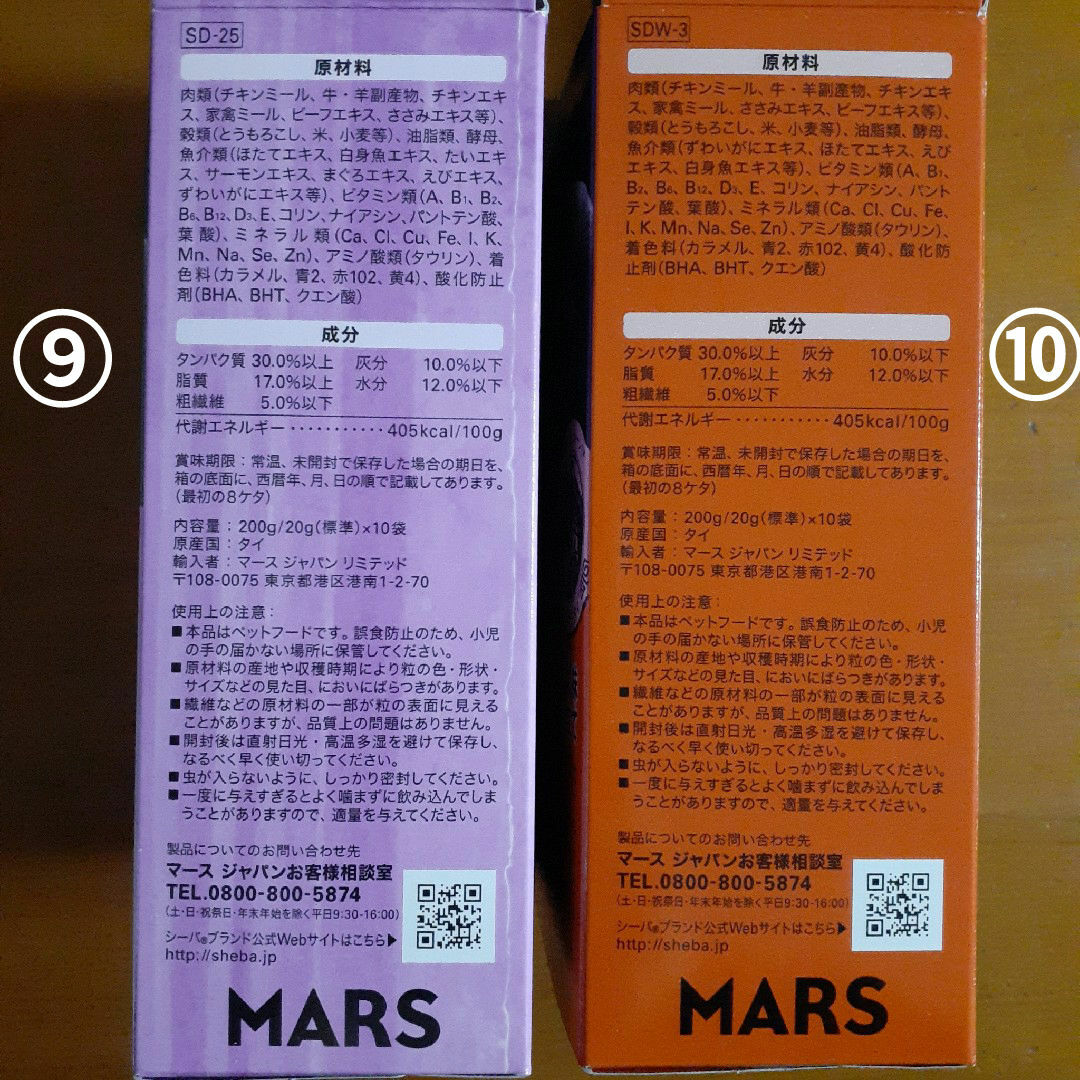 ⑨
SD-25
原材料
肉類(チキンミール、牛・羊副産物、チキンエキ
ス、家禽ミール、ビーフエキス、ささみエキス等)、
穀類(とうもろこし、米、小麦等)、油脂類、酵母、
魚介類(ほたてエキス、白身魚エキス、たいエキ
ス、サーモンエキス、まぐろエキス、えびエキス、
ずわいがにエキス等)、ビタミン類(A、B₁、B₂、
B₆、B₁₂、D₃、E、コリン、ナイアシン、パントテン酸、
葉酸)、ミネラル類(Ca、Cl、Cu、Fe、I、K、
Mn、Na、Se、Zn)、アミノ酸類(タウリン)、着
色料(カラメル、青2、赤102、黄4)、酸化防止
剤(BHA、BHT、クエン酸)
成分
タンパク質 30.0%以上 灰分 10.0%以下
脂質 17.0%以上 水分 12.0%以下
粗繊維 5.0%以下
代謝エネルギー ··········· 405kcal/100g
賞味期限：常温、未開封で保存した場合の期日を、
箱の底面に、西暦年、月、日の順で記載してあります。
(最初の8ケタ)
内容量：200g/20g(標準)×10袋
原産国：タイ
輸入者：マース ジャパン リミテッド
〒108-0075 東京都港区港南1-2-70
使用上の注意：
■本品はペットフードです。誤食防止のため、小児
の手の届かない場所に保管してください。
■原材料の産地や収穫時期により粒の色・形状・
サイズなどの見た目、においにばらつきがあります。
■繊維などの原材料の一部が粒の表面に見える
ことがありますが、品質上の問題はありません。
■開封後は直射日光・高温多湿を避けて保存し、
なるべく早く使い切ってください。
■虫が入らないように、しっかり密封してください。
■一度に与えすぎるとよく噛まずに飲み込んでしま
うことがありますので、適量を与えてください。
製品についてのお問い合わせ先
マース ジャパンお客様相談室
TEL.0800-800-5874
(土・日・祝祭日・年末年始を除く平日9:30-16:00)
シーバ®ブランド公式Webサイトはこちら▶
http://sheba.jp
MARS
⑩
SDW-3
原材料
肉類(チキンミール、牛・羊副産物、チキンエキ
ス、家禽ミール、ささみエキス、ビーフエキス等)、
穀類(とうもろこし、米、小麦等)、油脂類、酵母、
魚介類(ずわいがにエキス、ほたてエキス、えび
エキス、白身魚エキス等)、ビタミン類(A、B₁、
B₂、B₆、B₁₂、D₃、E、コリン、ナイアシン、パント
テン酸、葉酸)、ミネラル類(Ca、Cl、Cu、Fe、
I、K、Mn、Na、Se、Zn)、アミノ酸類(タウリン)、
着色料(カラメル、青2、赤102、黄4)、酸化防
止剤(BHA、BHT、クエン酸)
成分
タンパク質 30.0%以上 灰分 10.0%以下
脂質 17.0%以上 水分 12.0%以下
粗繊維 5.0%以下
代謝エネルギー ··········· 405kcal/100g
賞味期限：常温、未開封で保存した場合の期日を、
箱の底面に、西暦年、月、日の順で記載してあります。
(最初の8ケタ)
内容量：200g/20g(標準)×10袋
原産国：タイ
輸入者：マース ジャパン リミテッド
〒108-0075 東京都港区港南1-2-70
使用上の注意：
■本品はペットフードです。誤食防止のため、小児
の手の届かない場所に保管してください。
■原材料の産地や収穫時期により粒の色・形状・
サイズなどの見た目、においにばらつきがあります。
■繊維などの原材料の一部が粒の表面に見える
ことがありますが、品質上の問題はありません。
■開封後は直射日光・高温多湿を避けて保存し、
なるべく早く使い切ってください。
■虫が入らないように、しっかり密封してください。
■一度に与えすぎるとよく噛まずに飲み込んでしま
うことがありますので、適量を与えてください。
製品についてのお問い合わせ先
マース ジャパンお客様相談室
TEL.0800-800-5874
(土・日・祝祭日・年末年始を除く平日9:30-16:00)
シーバ®ブランド公式Webサイトはこちら▶
http://sheba.jp
MARS